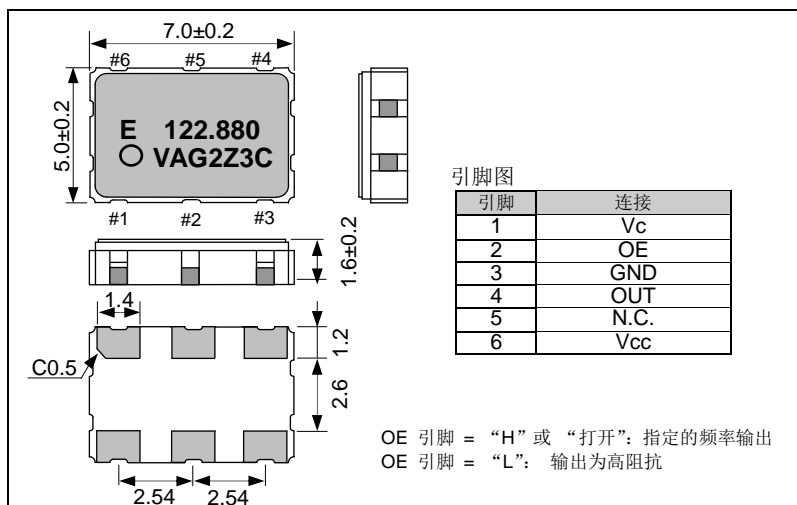 7.0±0.2
#6 #5 #4
5.0±0.2
E 122.880
VAG2Z3C
#1 #2 #3
1.6±0.2
1.4
1.2
C0.5
2.6
2.54 2.54
引脚图
引脚 连接
1 Vc
2 OE
3 GND
4 OUT
5 N.C.
6 Vcc
OE 引脚 = “H”或 “打开”: 指定的频率输出
OE 引脚 = “L”: 输出为高阻抗